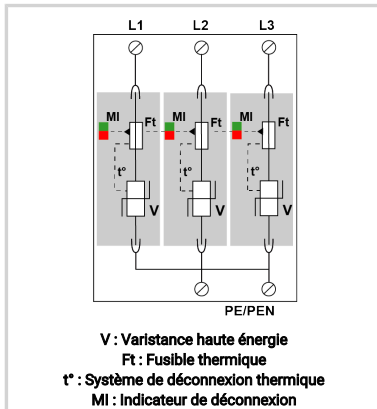 L1 L2 L3
MI Ft MI Ft MI Ft
t° t° t°
V V V
PE/PEN
V : Varistance haute énergie
Ft : Fusible thermique
t° : Système de déconnexion thermique
MI : Indicateur de déconnexion